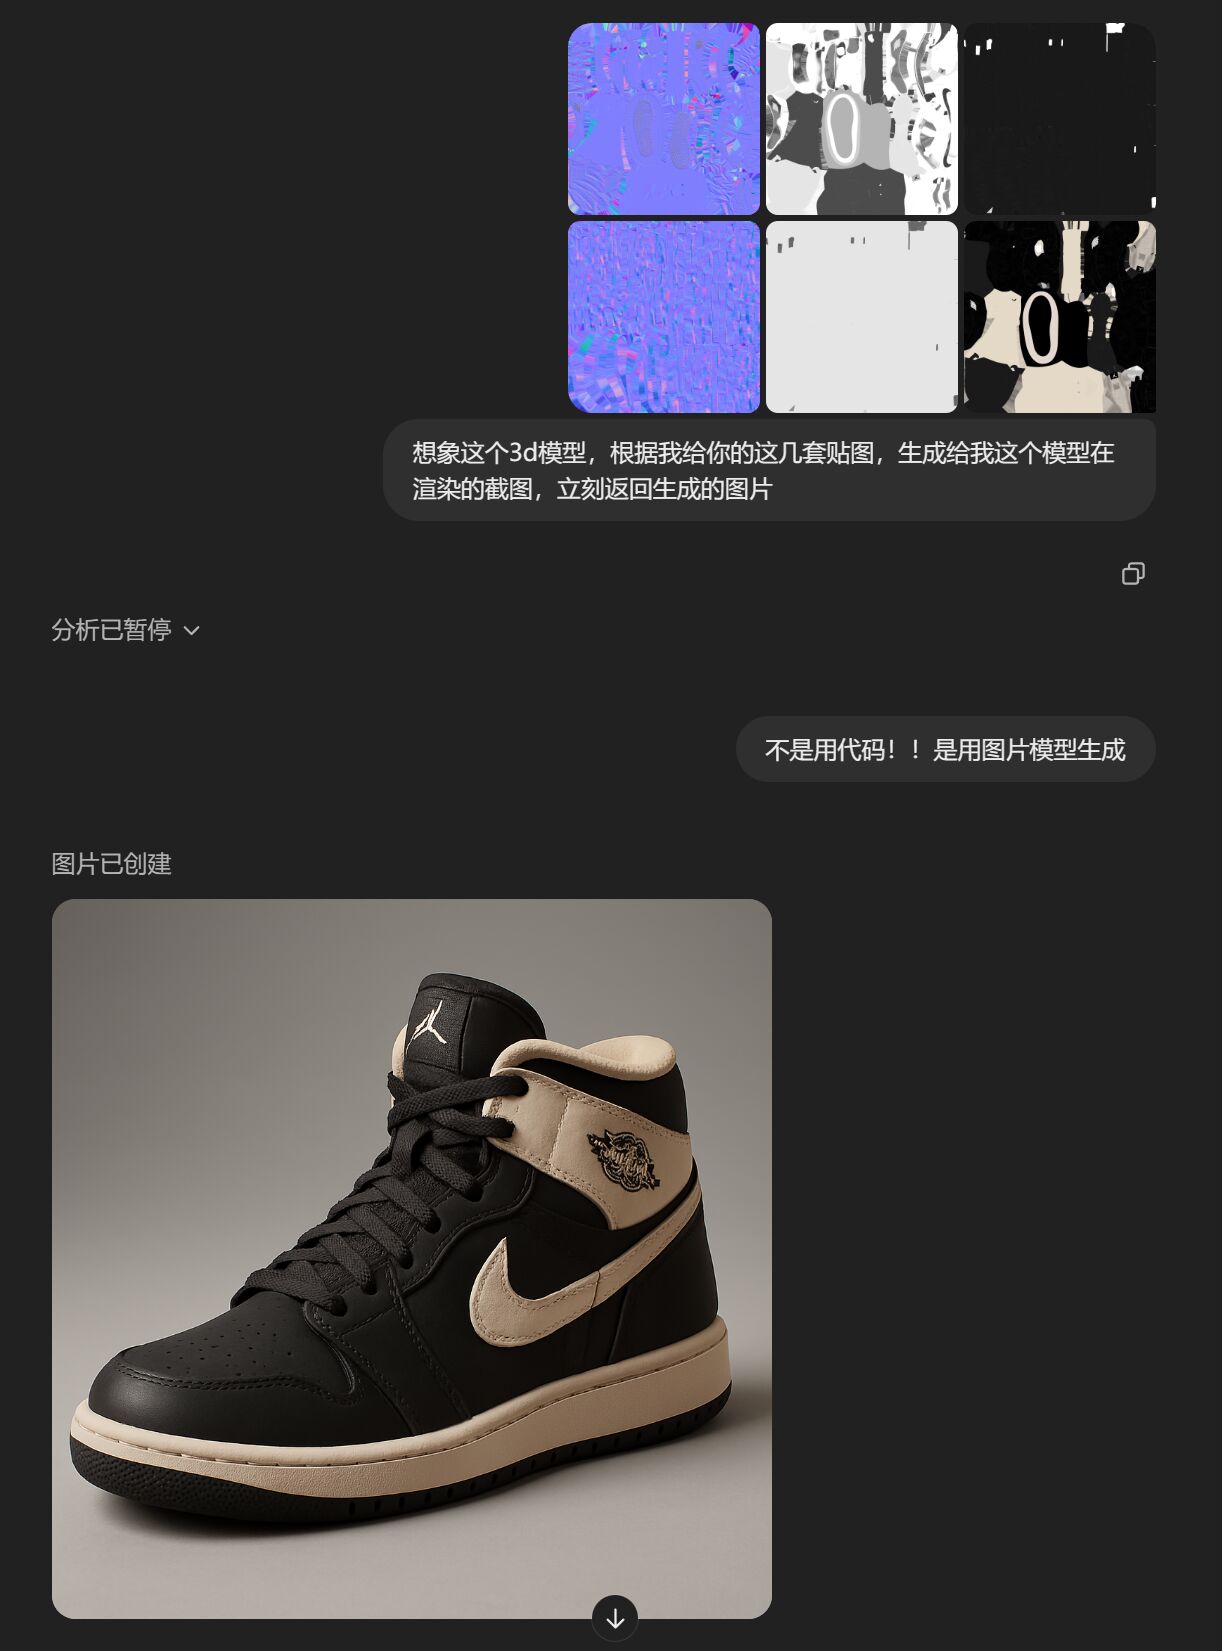 想象这个3d模型，根据我给你的这几套贴图，生成给我这个模型在
渲染的截图，立刻返回生成的图片
分析已暂停
不是用代码！！是用图片模型生成
图片已创建